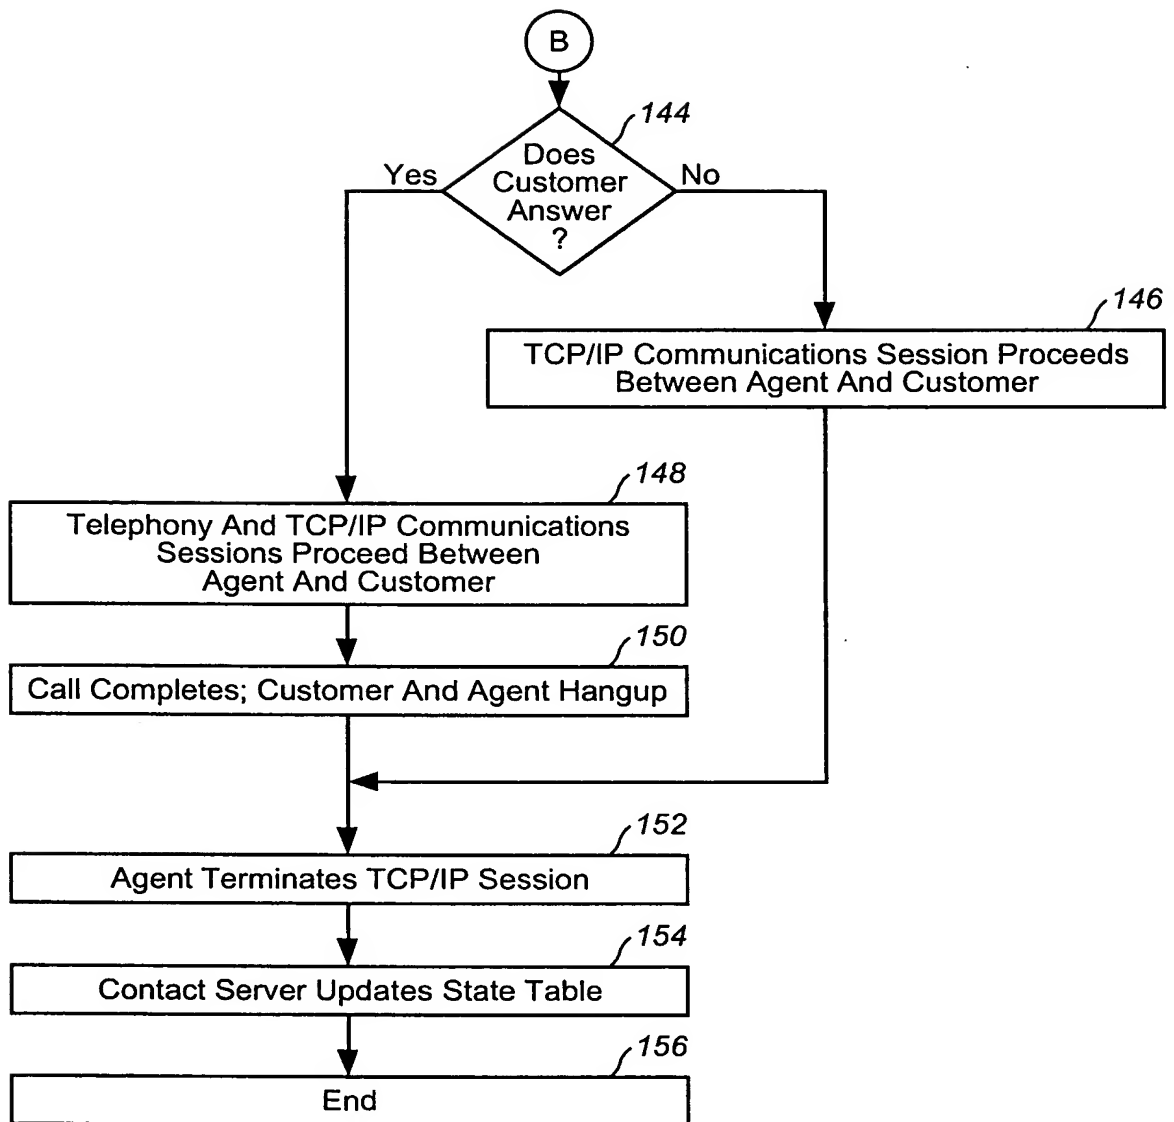 B
144
Does
Customer
Answer
?
Yes
No
146
TCP/IP Communications Session Proceeds
Between Agent And Customer
148
Telephony And TCP/IP Communications
Sessions Proceed Between
Agent And Customer
150
Call Completes; Customer And Agent Hangup
152
Agent Terminates TCP/IP Session
154
Contact Server Updates State Table
156
End